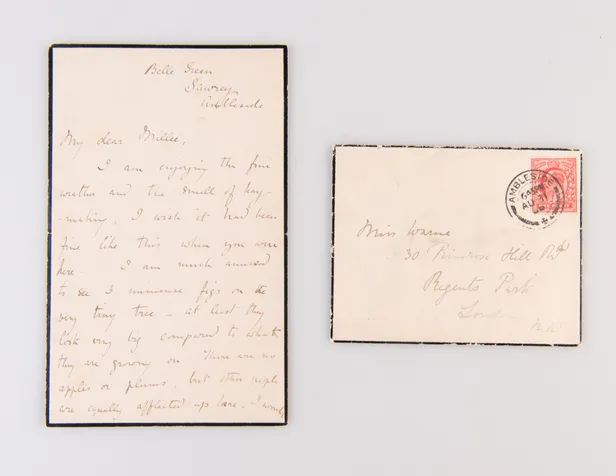 Belle Green
Sawrey
Ambleside
My dear Millie,
I am enjoying the fine
weather and the smell of hay-
making. I wish it had been
fine like this when you were
here. I am much amused
to see 3 immense figs on the
very tiny tree - at least they
look very big compared to what
they are growing on. There are no
apples or plums, but other people
are equally afflicted up here. I
Miss Warne
30 Primrose Hill Rd
Regents Park
London
N.W.
AMBLESIDE
AU